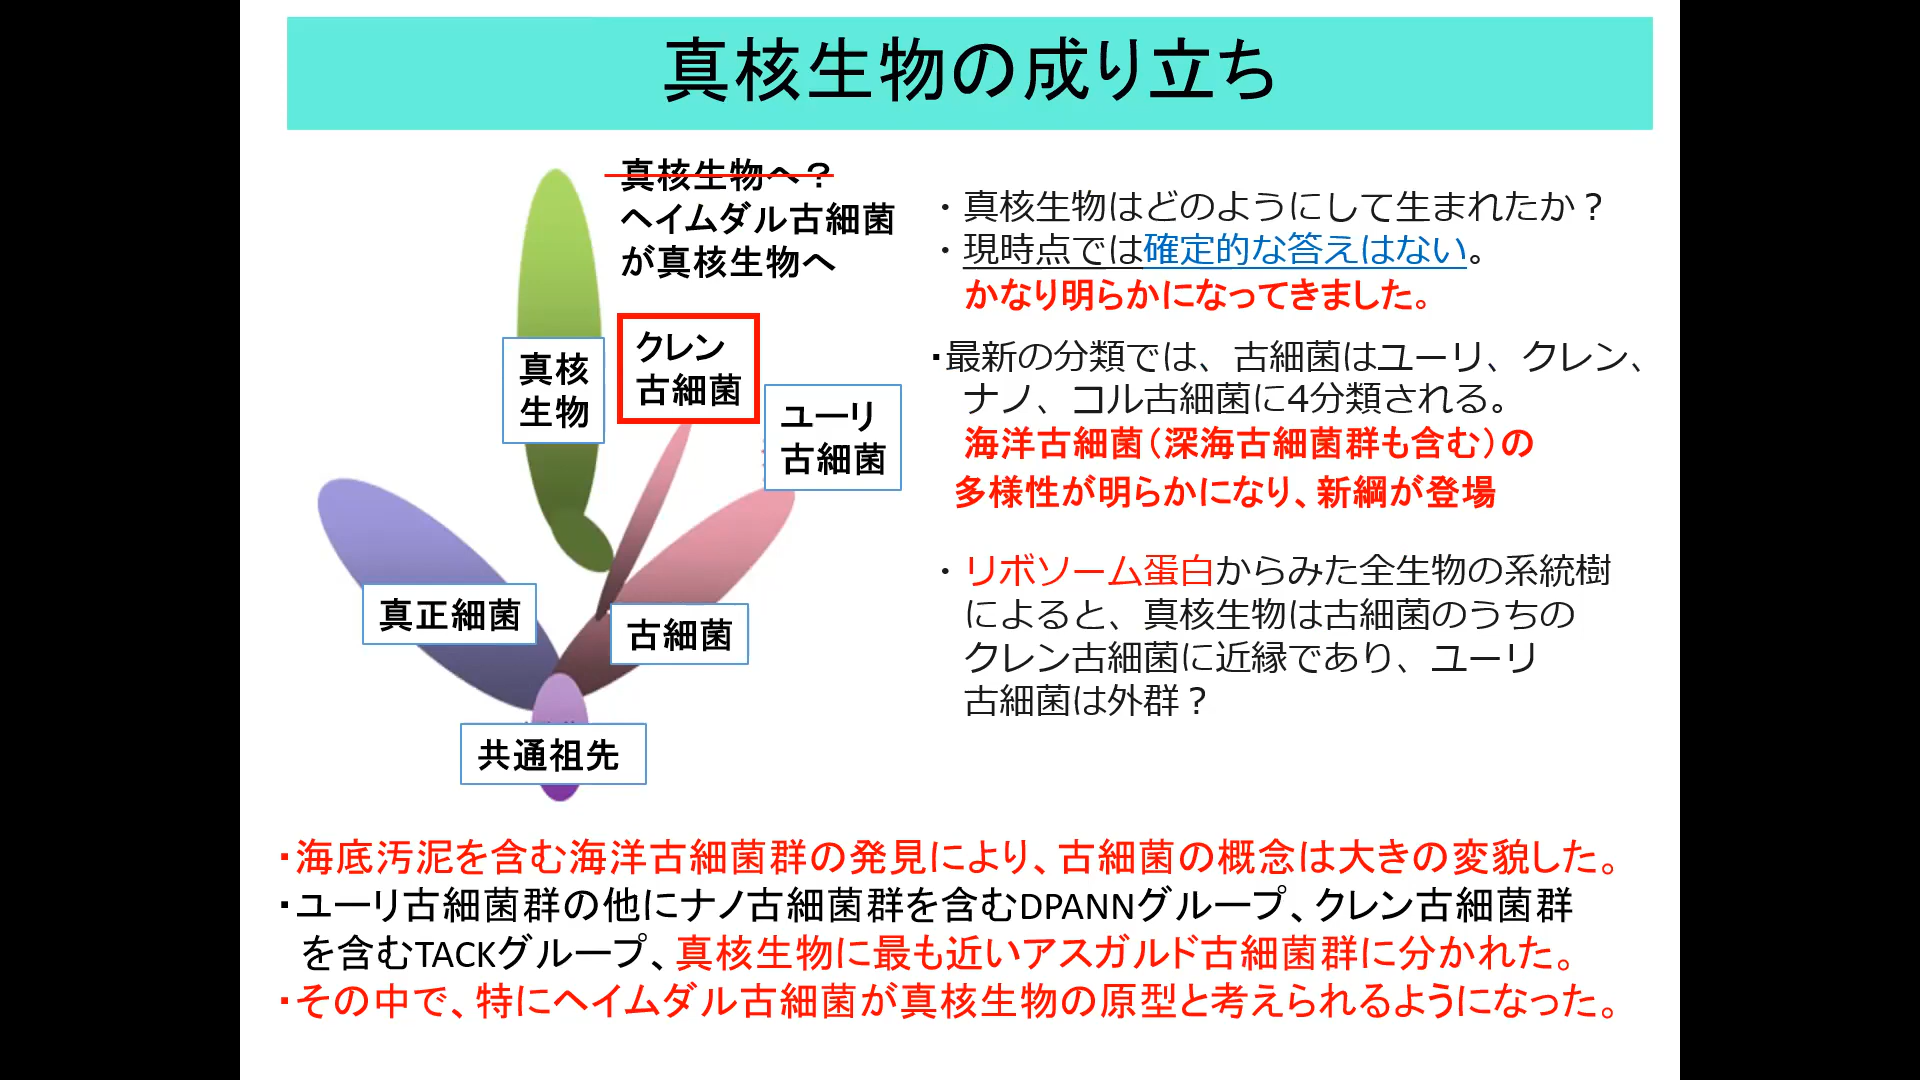 真核生物の成り立ち
真核生物へ？
ヘイムダル古細菌
が真核生物へ
クレン
古細菌
真核
生物
ユーリ
古細菌
真正細菌
古細菌
共通祖先
・真核生物はどのようにして生まれたか？
・現時点では確定的な答えはない。
かなり明らかになってきました。
・最新の分類では、古細菌はユーリ、クレン、
ナノ、コル古細菌に4分類される。
海洋古細菌（深海古細菌群も含む）の
多様性が明らかになり、新綱が登場
・リボソーム蛋白からみた全生物の系統樹
によると、真核生物は古細菌のうちの
クレン古細菌に近縁であり、ユーリ
古細菌は外群？
・海底汚泥を含む海洋古細菌群の発見により、古細菌の概念は大きの変貌した。
・ユーリ古細菌群の他にナノ古細菌群を含むDPANNグループ、クレン古細菌群
を含むTACKグループ、真核生物に最も近いアスガルド古細菌群に分かれた。
・その中で、特にヘイムダル古細菌が真核生物の原型と考えられるようになった。